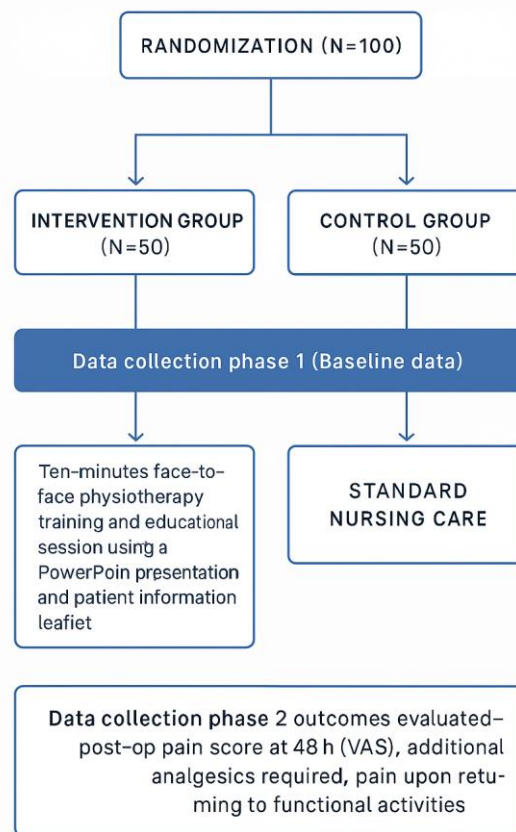 RANDOMIZATION (N=100)
INTERVENTION GROUP
(N=50)
CONTROL GROUP
(N=50)
Data collection phase 1 (Baseline data)
Ten-minutes face-to-
face physiotherapy
training and educational
session using a
PowerPoin presentation
and patient information
leafiet
STANDARD
NURSING CARE
Data collection phase 2 outcomes evaluated–
post-op pain score at 48 h (VAS), additional
analgesics required, pain upon retu-
ming to functional activities